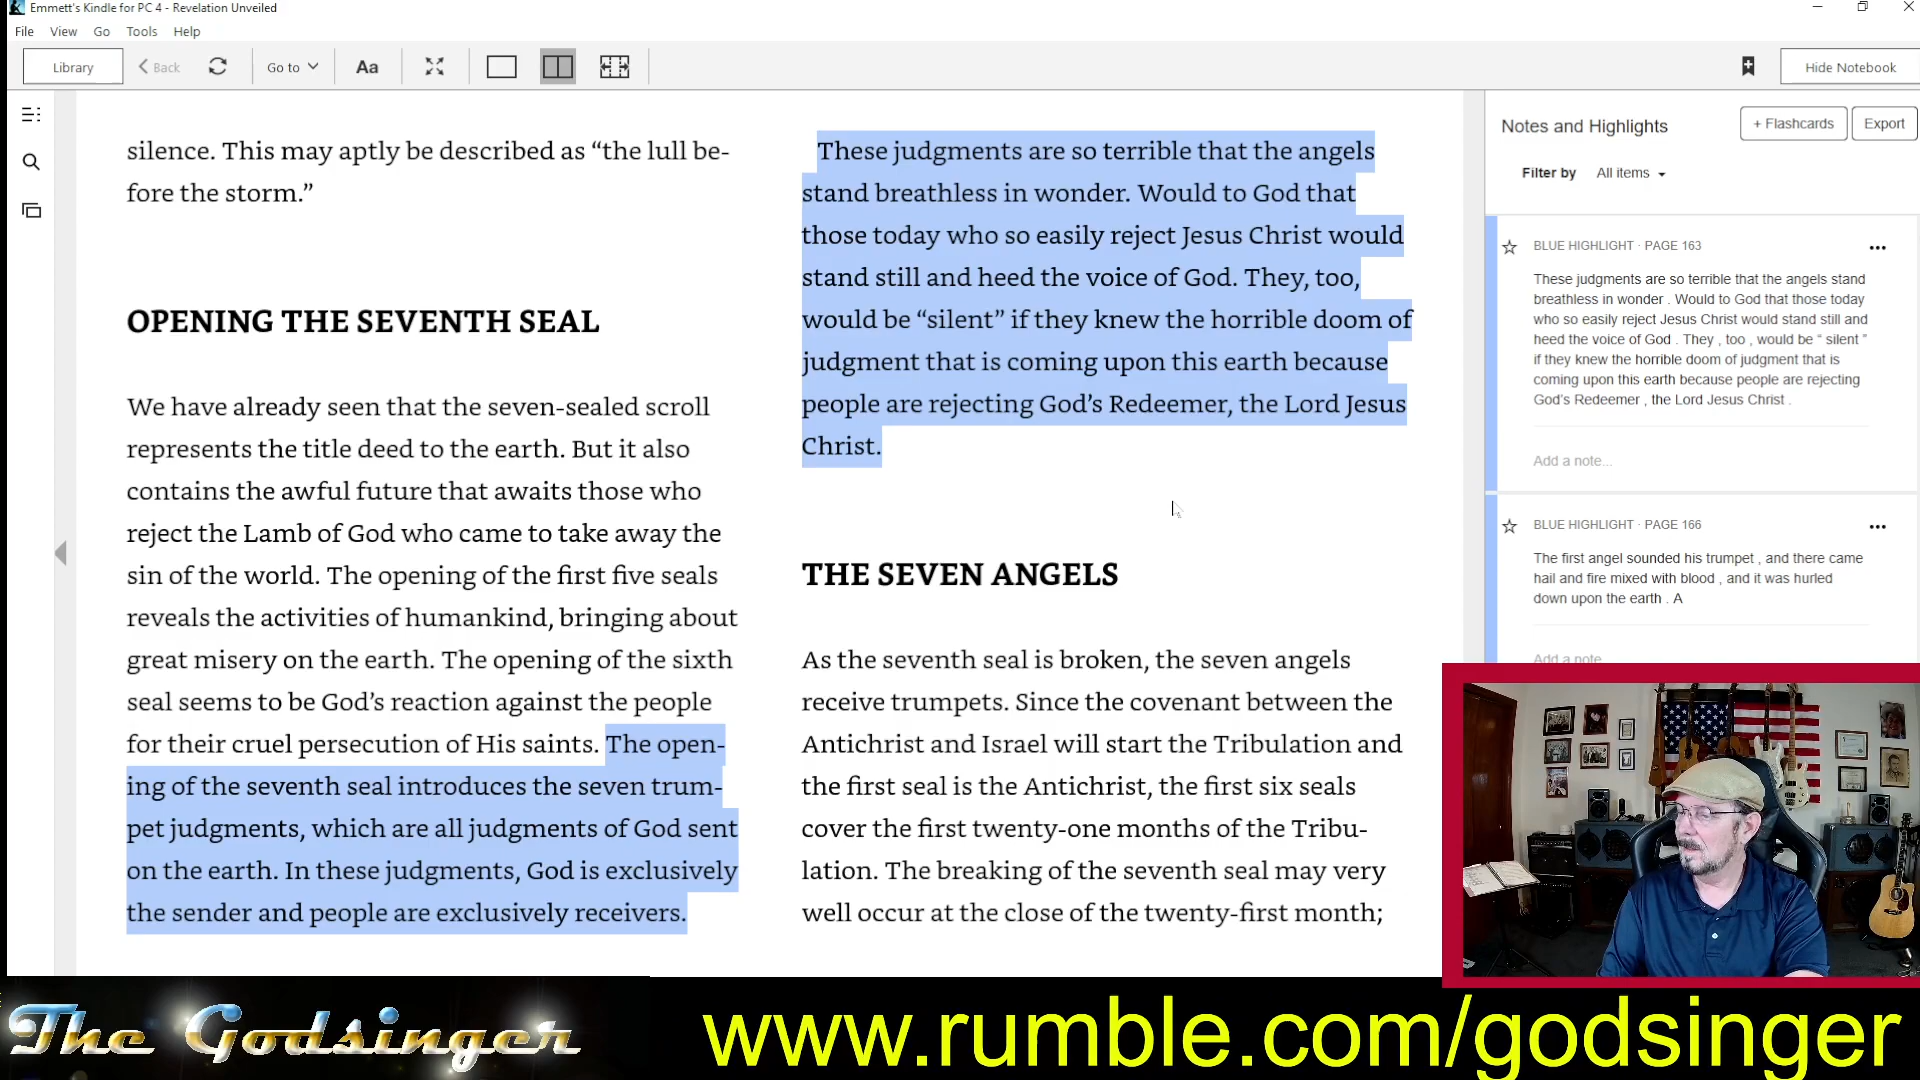 Emmett's Kindle for PC 4 - Revelation Unveiled
File View Go Tools Help
Library
Back
Go to
Aa
Hide Notebook
silence. This may aptly be described as “the lull be-
fore the storm.”
OPENING THE SEVENTH SEAL
We have already seen that the seven-sealed scroll
represents the title deed to the earth. But it also
contains the awful future that awaits those who
reject the Lamb of God who came to take away the
sin of the world. The opening of the first five seals
reveals the activities of humankind, bringing about
great misery on the earth. The opening of the sixth
seal seems to be God’s reaction against the people
for their cruel persecution of His saints. The open-
ing of the seventh seal introduces the seven trum-
pet judgments, which are all judgments of God sent
on the earth. In these judgments, God is exclusively
the sender and people are exclusively receivers.
These judgments are so terrible that the angels
stand breathless in wonder. Would to God that
those today who so easily reject Jesus Christ would
stand still and heed the voice of God. They, too,
would be “silent” if they knew the horrible doom of
judgment that is coming upon this earth because
people are rejecting God’s Redeemer, the Lord Jesus
Christ.
THE SEVEN ANGELS
As the seventh seal is broken, the seven angels
receive trumpets. Since the covenant between the
Antichrist and Israel will start the Tribulation and
the first seal is the Antichrist, the first six seals
cover the first twenty-one months of the Tribu-
lation. The breaking of the seventh seal may very
well occur at the close of the twenty-first month;
Notes and Highlights
+ Flashcards
Export
Filter by All items
BLUE HIGHLIGHT · PAGE 163
These judgments are so terrible that the angels stand
breathless in wonder . Would to God that those today
who so easily reject Jesus Christ would stand still and
heed the voice of God . They , too , would be “ silent ”
if they knew the horrible doom of judgment that is
coming upon this earth because people are rejecting
God’s Redeemer , the Lord Jesus Christ .
Add a note...
BLUE HIGHLIGHT · PAGE 166
The first angel sounded his trumpet , and there came
hail and fire mixed with blood , and it was hurled
down upon the earth . A
Add a note
The Godsinger
www.rumble.com/godsinger